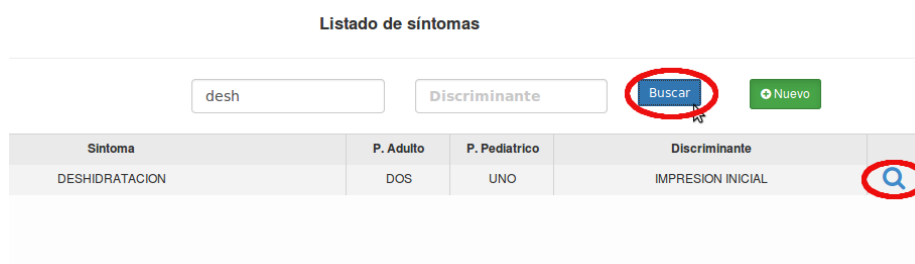 Listado de síntomas
desh Discriminante Buscar Nuevo
Sintoma P. Adulto P. Pediatrico Discriminante
DESHIDRATACION DOS UNO IMPRESION INICIAL